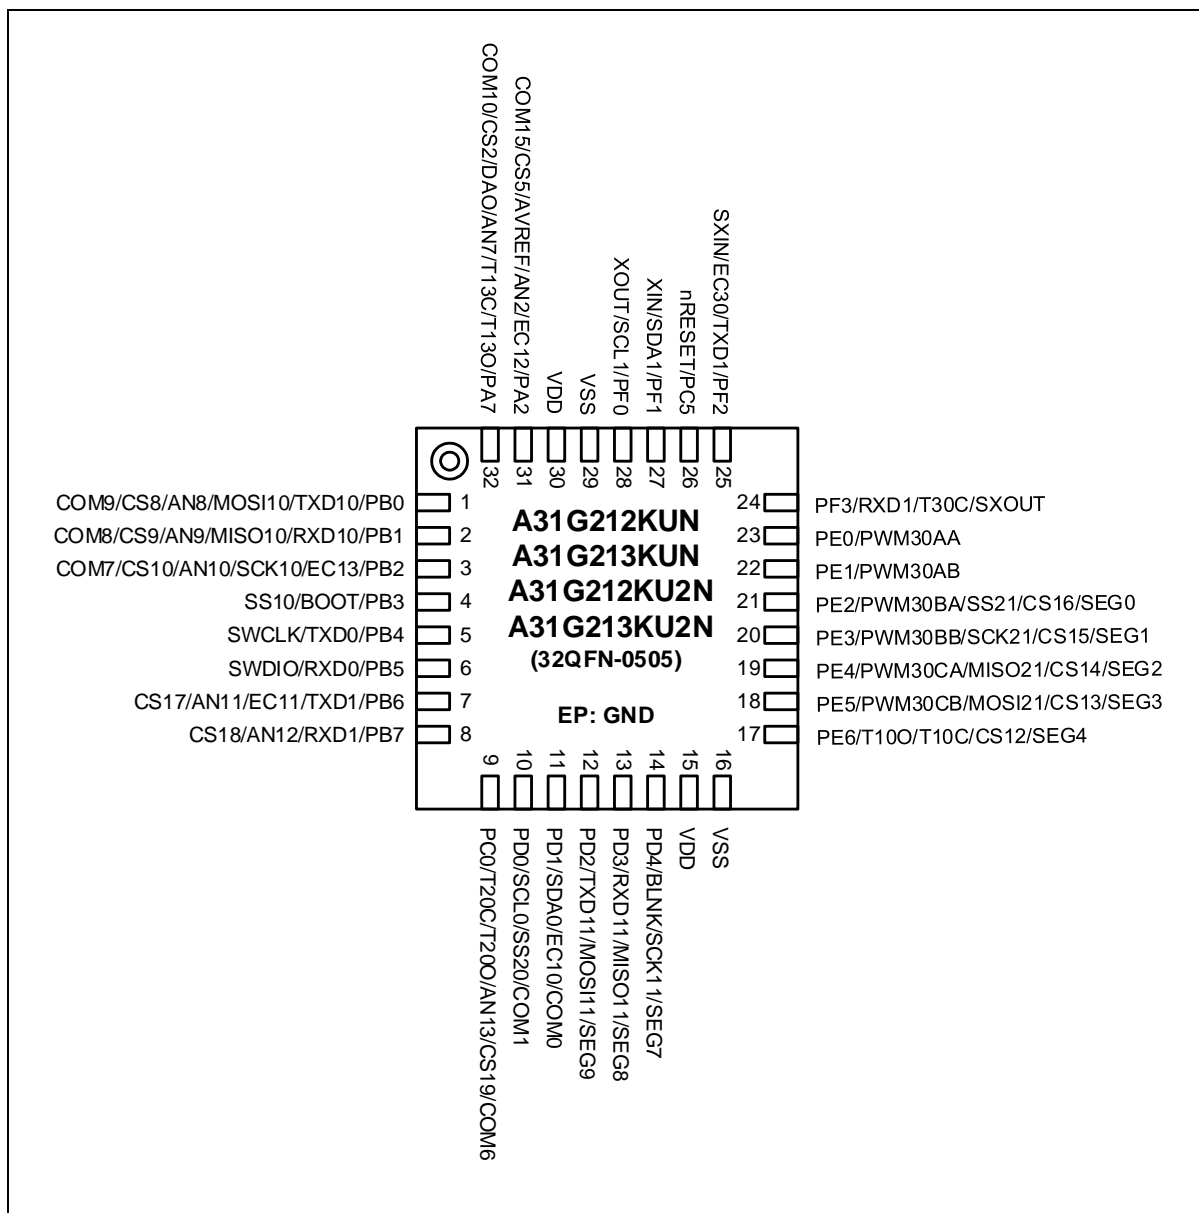 COM10/CS2/DAO/AN7/T13C/T13O/PA7
COM15/CS5/AVREF/AN2/EC12/PA2
VDD
VSS
XOUT/SCL1/PF0
XIN/SDA1/PF1
nRESET/PC5
SXIN/EC30/TXD1/PF2
32
31
30
29
28
27
26
25
COM9/CS8/AN8/MOSI10/TXD10/PB0
1
COM8/CS9/AN9/MISO10/RXD10/PB1
2
COM7/CS10/AN10/SCK10/EC13/PB2
3
SS10/BOOT/PB3
4
SWCLK/TXD0/PB4
5
SWDIO/RXD0/PB5
6
CS17/AN11/EC11/TXD1/PB6
7
CS18/AN12/RXD1/PB7
8
A31G212KUN
A31G213KUN
A31G212KU2N
A31G213KU2N
(32QFN-0505)
EP: GND
24
PF3/RXD1/T30C/SXOUT
23
PE0/PWM30AA
22
PE1/PWM30AB
21
PE2/PWM30BA/SS21/CS16/SEG0
20
PE3/PWM30BB/SCK21/CS15/SEG1
19
PE4/PWM30CA/MISO21/CS14/SEG2
18
PE5/PWM30CB/MOSI21/CS13/SEG3
17
PE6/T10O/T10C/CS12/SEG4
9
10
11
12
13
14
15
16
PC0/T20C/T20O/AN13/CS19/COM6
PD0/SCL0/SS20/COM1
PD1/SDA0/EC10/COM0
PD2/TXD11/MOSI11/SEG9
PD3/RXD11/MISO11/SEG8
PD4/BLNK/SCK11/SEG7
VDD
VSS